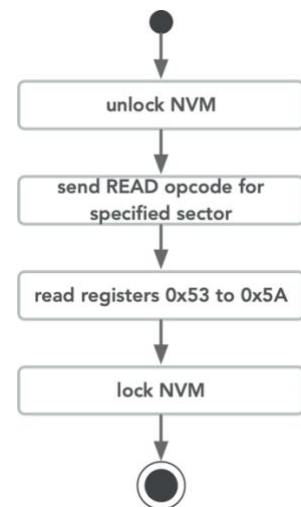 unlock NVM
send READ opcode for
specified sector
read registers 0x53 to 0x5A
lock NVM